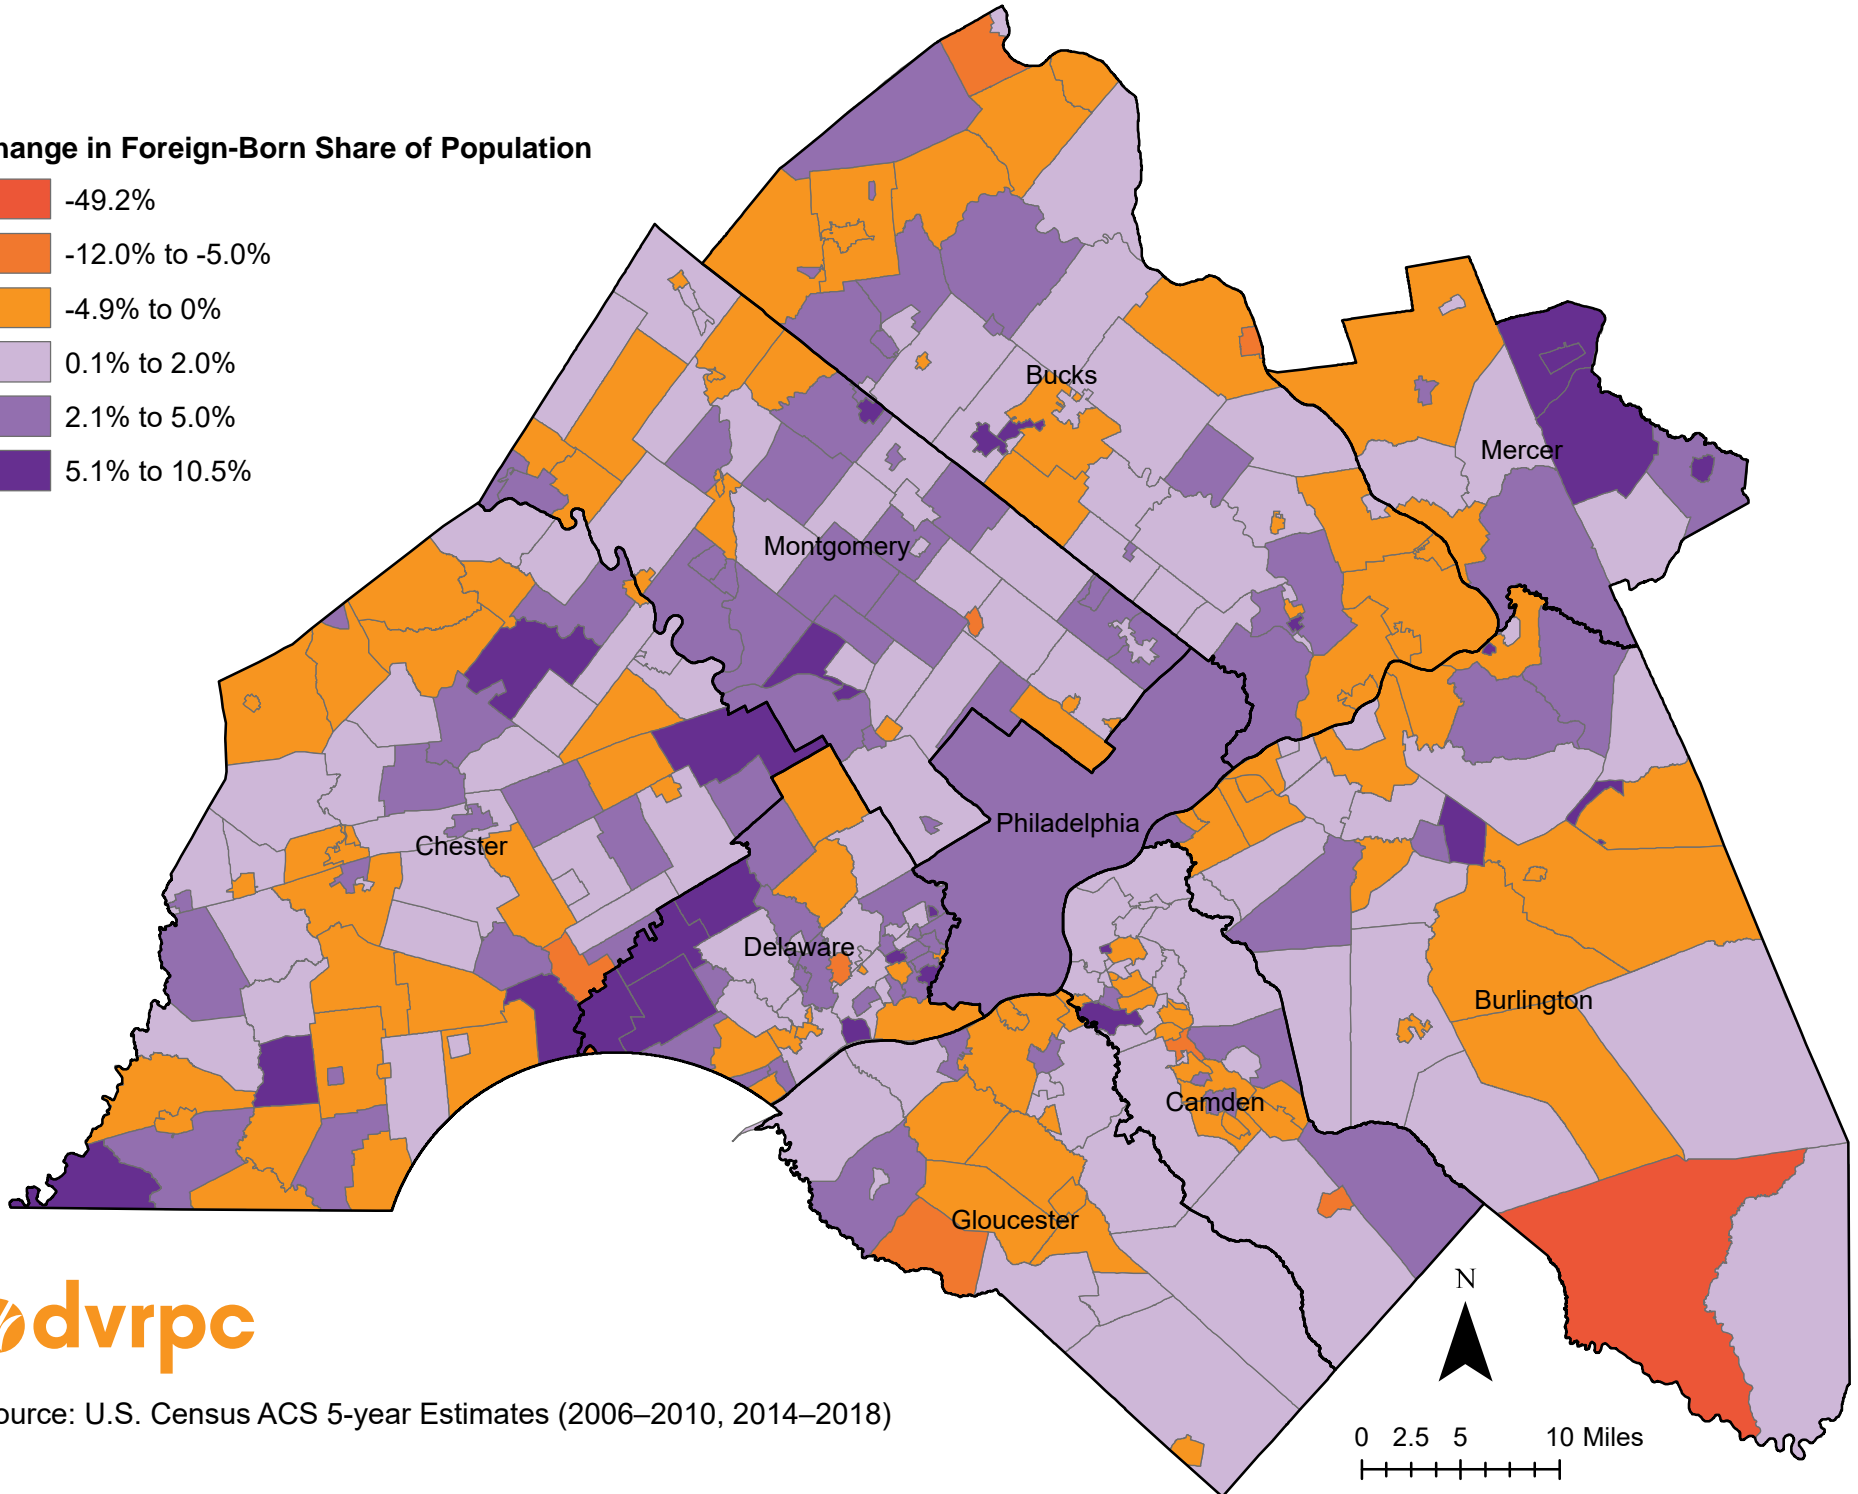 hange in Foreign-Born Share of Population
-49.2%
-12.0% to -5.0%
-4.9% to 0%
0.1% to 2.0%
2.1% to 5.0%
5.1% to 10.5%
Bucks
Mercer
Montgomery
Philadelphia
Chester
Delaware
Burlington
Camden
Gloucester
N
dvrpc
ource: U.S. Census ACS 5-year Estimates (2006–2010, 2014–2018)
0 2.5 5 10 Miles